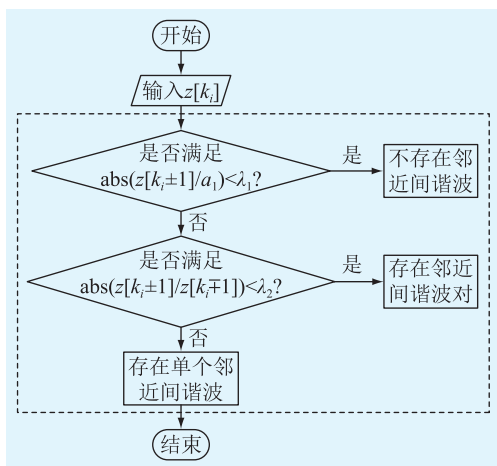 开始
输入z[kᵢ]
是否满足
abs(z[kᵢ±1]/a₁)<λ₁?
是
不存在邻
近间谐波
否
是否满足
abs(z[kᵢ±1]/z[kᵢ∓1])<λ₂?
是
存在邻近
间谐波对
否
存在单个邻
近间谐波
结束